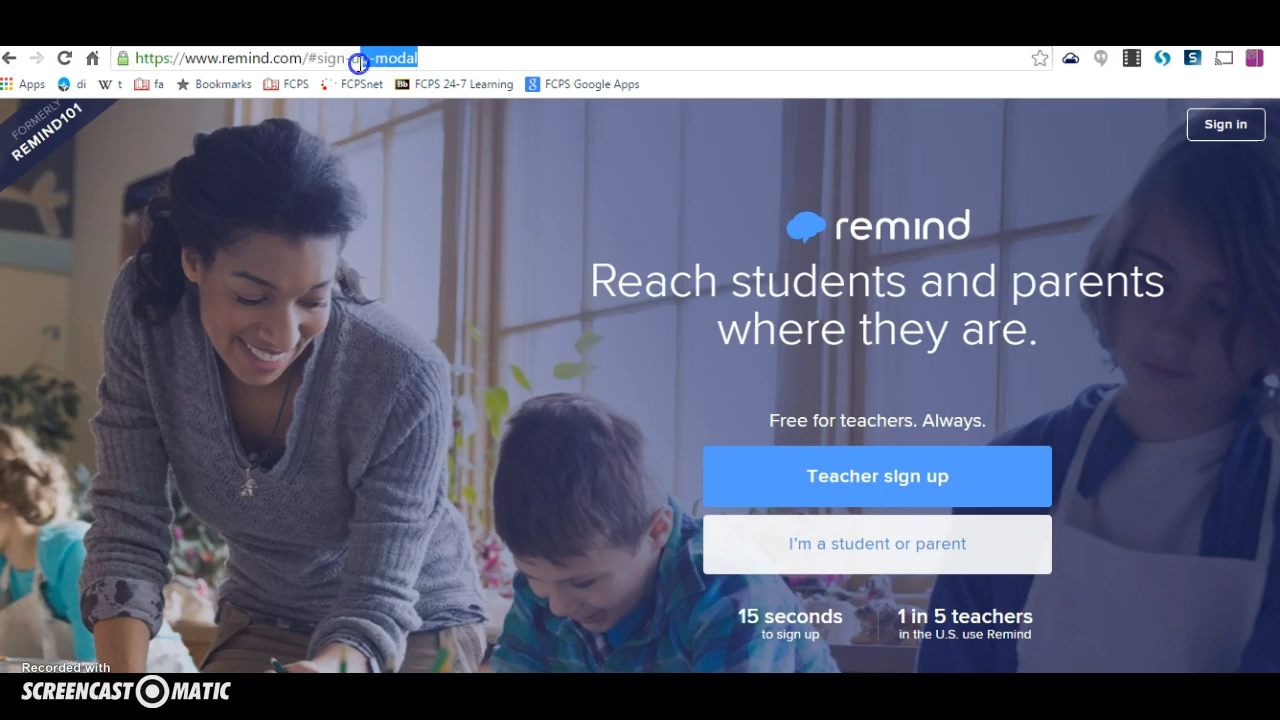 https://www.remind.com/#sign-up-modal
Apps di W t fa Bookmarks FCPS FCPSnet Bb FCPS 24-7 Learning 8 FCPS Google Apps
FORMERLY
REMIND101
Sign in
remind
Reach students and parents
where they are.
Free for teachers. Always.
Teacher sign up
I'm a student or parent
15 seconds
to sign up
1 in 5 teachers
in the U.S. use Remind
Recorded with
SCREENCAST MATIC